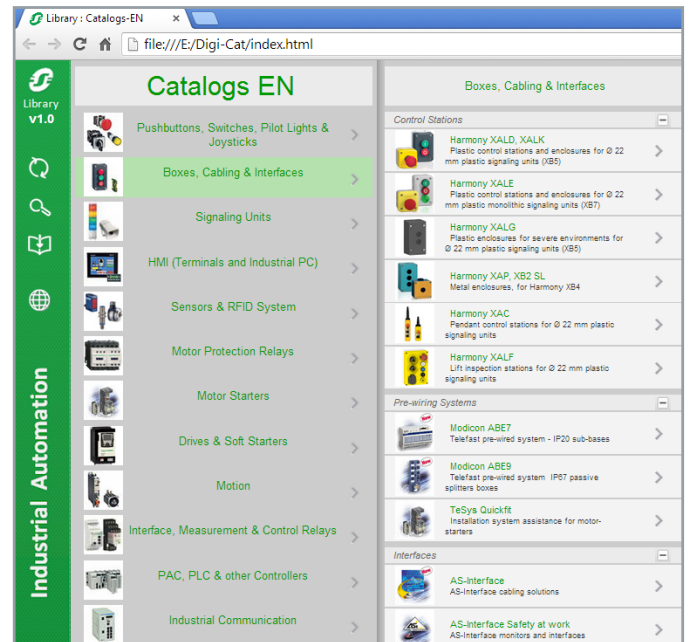 Library : Catalogs-EN
file:///E:/Digi-Cat/index.html
Library
v1.0
Industrial Automation
Catalogs EN
Pushbuttons, Switches, Pilot Lights &
Joysticks
Boxes, Cabling & Interfaces
Signaling Units
HMI (Terminals and Industrial PC)
Sensors & RFID System
Motor Protection Relays
Motor Starters
Drives & Soft Starters
Motion
Interface, Measurement & Control Relays
PAC, PLC & other Controllers
Industrial Communication
Boxes, Cabling & Interfaces
Control Stations
Harmony XALD, XALK
Plastic control stations and enclosures for Ø 22
mm plastic signaling units (XB5)
Harmony XALE
Plastic control stations and enclosures for Ø 22
mm plastic monolithic signaling units (XB7)
Harmony XALG
Plastic enclosures for severe environments for
Ø 22 mm plastic signaling units (XB5)
Harmony XAP, XB2 SL
Metal enclosures, for Harmony XB4
Harmony XAC
Pendant control stations for Ø 22 mm plastic
signaling units
Harmony XALF
Lift inspection stations for Ø 22 mm plastic
signaling units
Pre-wiring Systems
Modicon ABE7
Telefast pre-wired system - IP20 sub-bases
Modicon ABE9
Telefast pre-wired system IP67 passive
splitters boxes
TeSys Quickfit
Installation system assistance for motor-
starters
Interfaces
AS-Interface
AS-Interface cabling solutions
AS-Interface Safety at work
AS-Interface monitors and interfaces